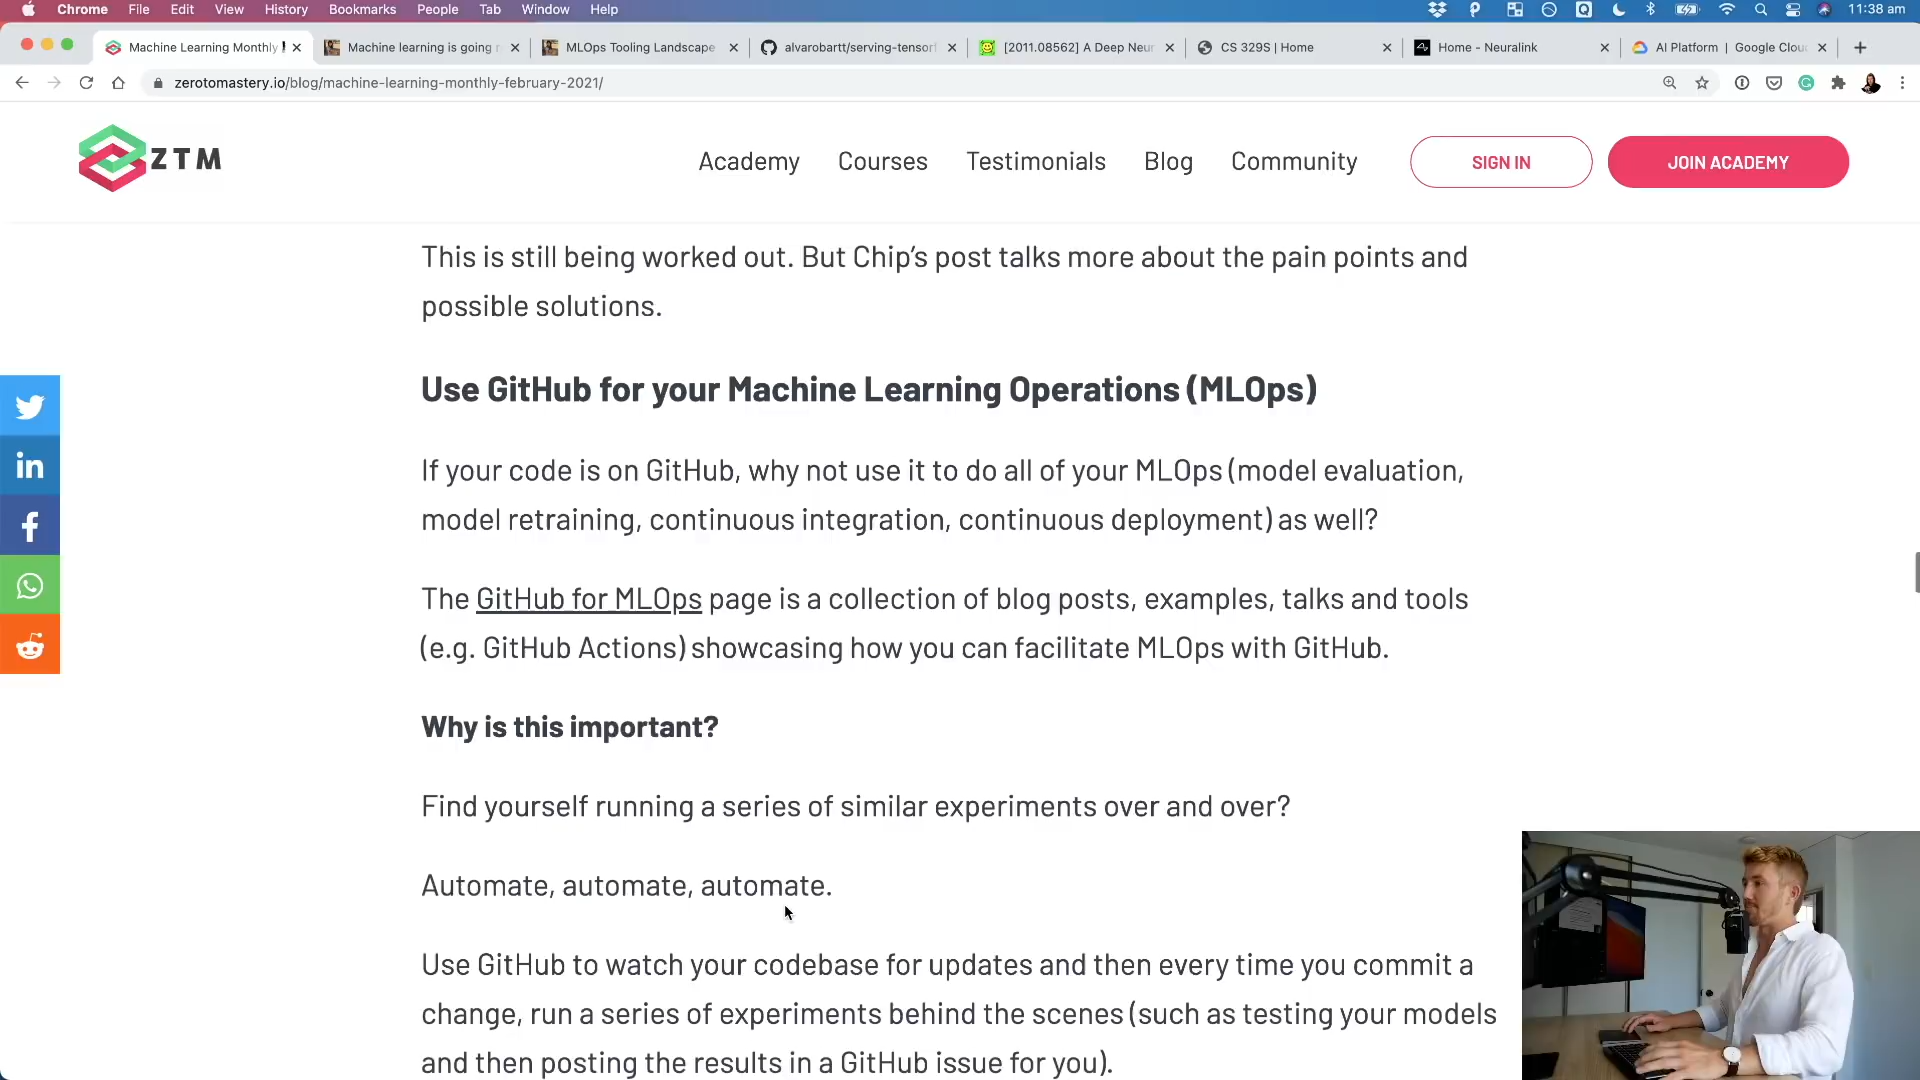 Chrome File Edit View History Bookmarks People Tab Window Help 11:38 am
Machine Learning Monthly Machine learning is going MLOps Tooling Landscape alvarobartt/serving-tensorf [2011.08562] A Deep Neur CS 329S | Home Home - Neuralink AI Platform | Google Clou
zerotomastery.io/blog/machine-learning-monthly-february-2021/
ZTM Academy Courses Testimonials Blog Community SIGN IN JOIN ACADEMY
This is still being worked out. But Chip's post talks more about the pain points and
possible solutions.
Use GitHub for your Machine Learning Operations (MLOps)
If your code is on GitHub, why not use it to do all of your MLOps (model evaluation,
model retraining, continuous integration, continuous deployment) as well?
The GitHub for MLOps page is a collection of blog posts, examples, talks and tools
(e.g. GitHub Actions) showcasing how you can facilitate MLOps with GitHub.
Why is this important?
Find yourself running a series of similar experiments over and over?
Automate, automate, automate.
Use GitHub to watch your codebase for updates and then every time you commit a
change, run a series of experiments behind the scenes (such as testing your models
and then posting the results in a GitHub issue for you).